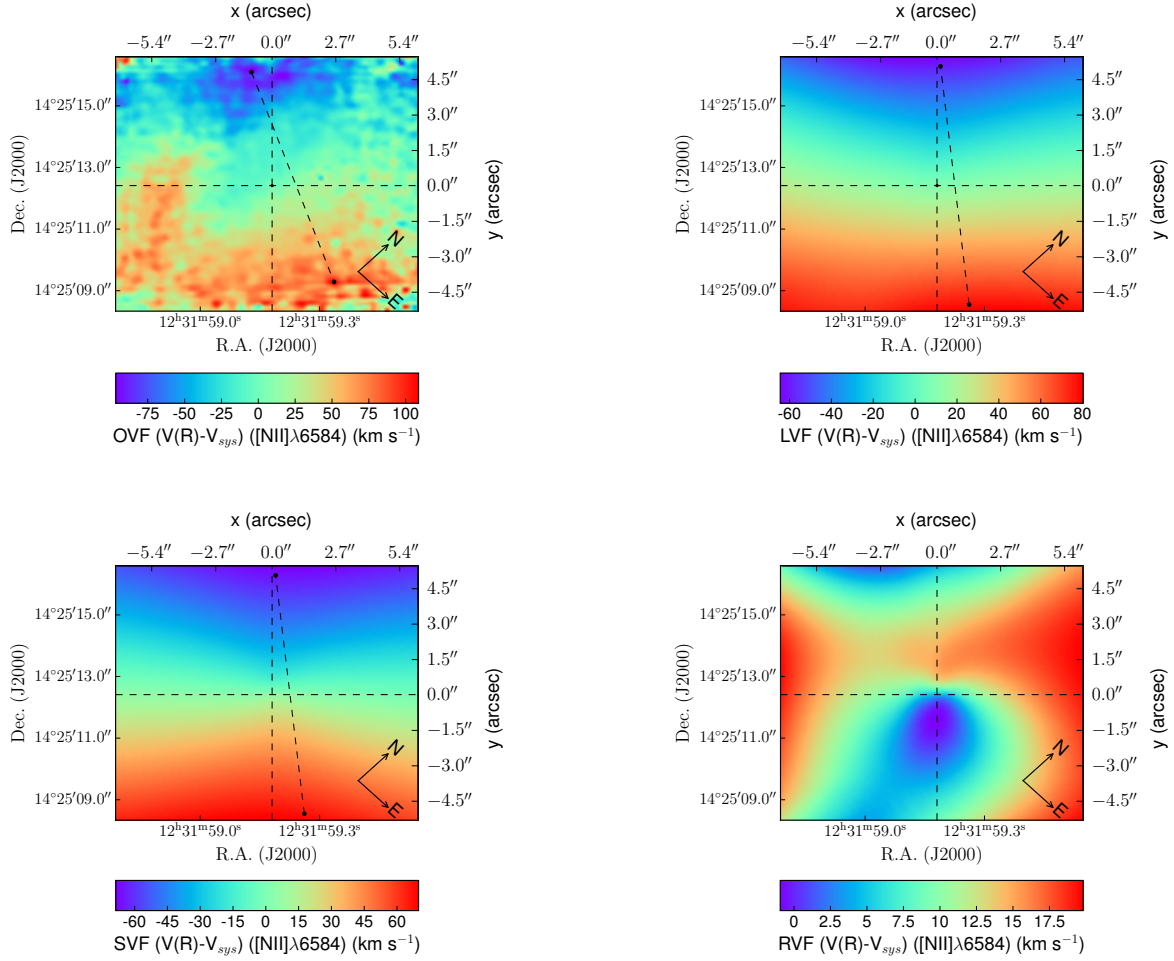 x (arcsec)
−5.4 −2.7″ 0.0″ 2.7″ 5.4″
14°25′15.0″
14°25′13.0″
14°25′11.0″
14°25′09.0″
Dec. (J2000)
4.5″
3.0″
1.5″
0.0″
−1.5″
−3.0″
−4.5″
y (arcsec)
N
E
12ʰ31ᵐ59.0ˢ 12ʰ31ᵐ59.3ˢ
R.A. (J2000)
-75 -50 -25 0 25 50 75 100
OVF (V(R)-V_sys) ([NII]λ6584) (km s⁻¹)
x (arcsec)
−5.4″ −2.7″ 0.0″ 2.7″ 5.4″
14°25′15.0″
14°25′13.0″
14°25′11.0″
14°25′09.0″
Dec. (J2000)
4.5″
3.0″
1.5″
0.0″
−1.5″
−3.0″
−4.5″
y (arcsec)
N
E
12ʰ31ᵐ59.0ˢ 12ʰ31ᵐ59.3ˢ
R.A. (J2000)
-60 -40 -20 0 20 40 60 80
LVF (V(R)-V_sys) ([NII]λ6584) (km s⁻¹)
x (arcsec)
−5.4″ −2.7″ 0.0″ 2.7″ 5.4″
14°25′15.0″
14°25′13.0″
14°25′11.0″
14°25′09.0″
Dec. (J2000)
4.5″
3.0″
1.5″
0.0″
−1.5″
−3.0″
−4.5″
y (arcsec)
N
E
12ʰ31ᵐ59.0ˢ 12ʰ31ᵐ59.3ˢ
R.A. (J2000)
-60 -45 -30 -15 0 15 30 45 60
SVF (V(R)-V_sys) ([NII]λ6584) (km s⁻¹)
x (arcsec)
−5.4″ −2.7″ 0.0″ 2.7″ 5.4″
14°25′15.0″
14°25′13.0″
14°25′11.0″
14°25′09.0″
Dec. (J2000)
4.5″
3.0″
1.5″
0.0″
−1.5″
−3.0″
−4.5″
y (arcsec)
N
E
12ʰ31ᵐ59.0ˢ 12ʰ31ᵐ59.3ˢ
R.A. (J2000)
0 2.5 5 7.5 10 12.5 15 17.5
RVF (V(R)-V_sys) ([NII]λ6584) (km s⁻¹)